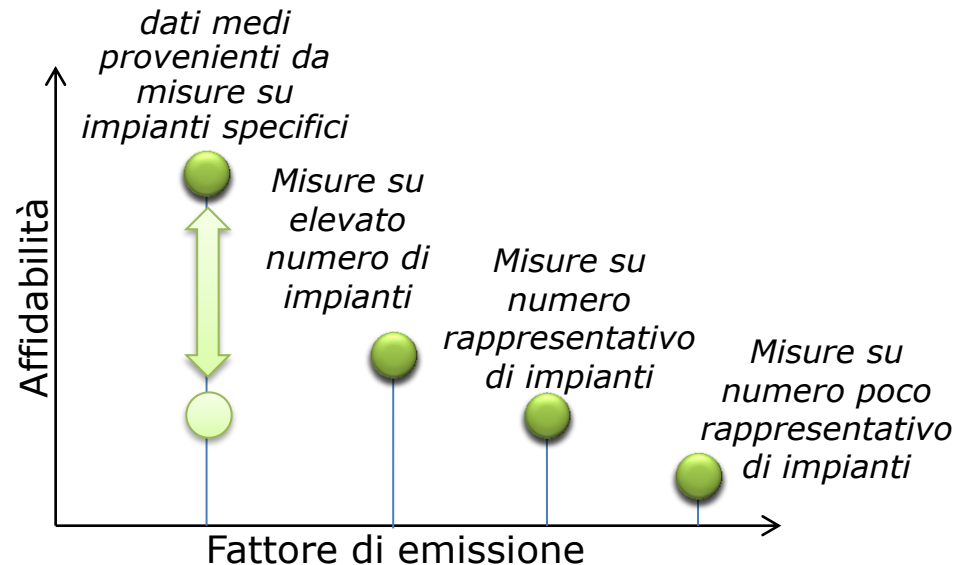 dati medi
provenienti da
misure su
impianti specifici
Misure su
elevato
numero di
impianti
Misure su
numero
rappresentativo
di impianti
Misure su
numero poco
rappresentativo
di impianti
Affidabilità
Fattore di emissione